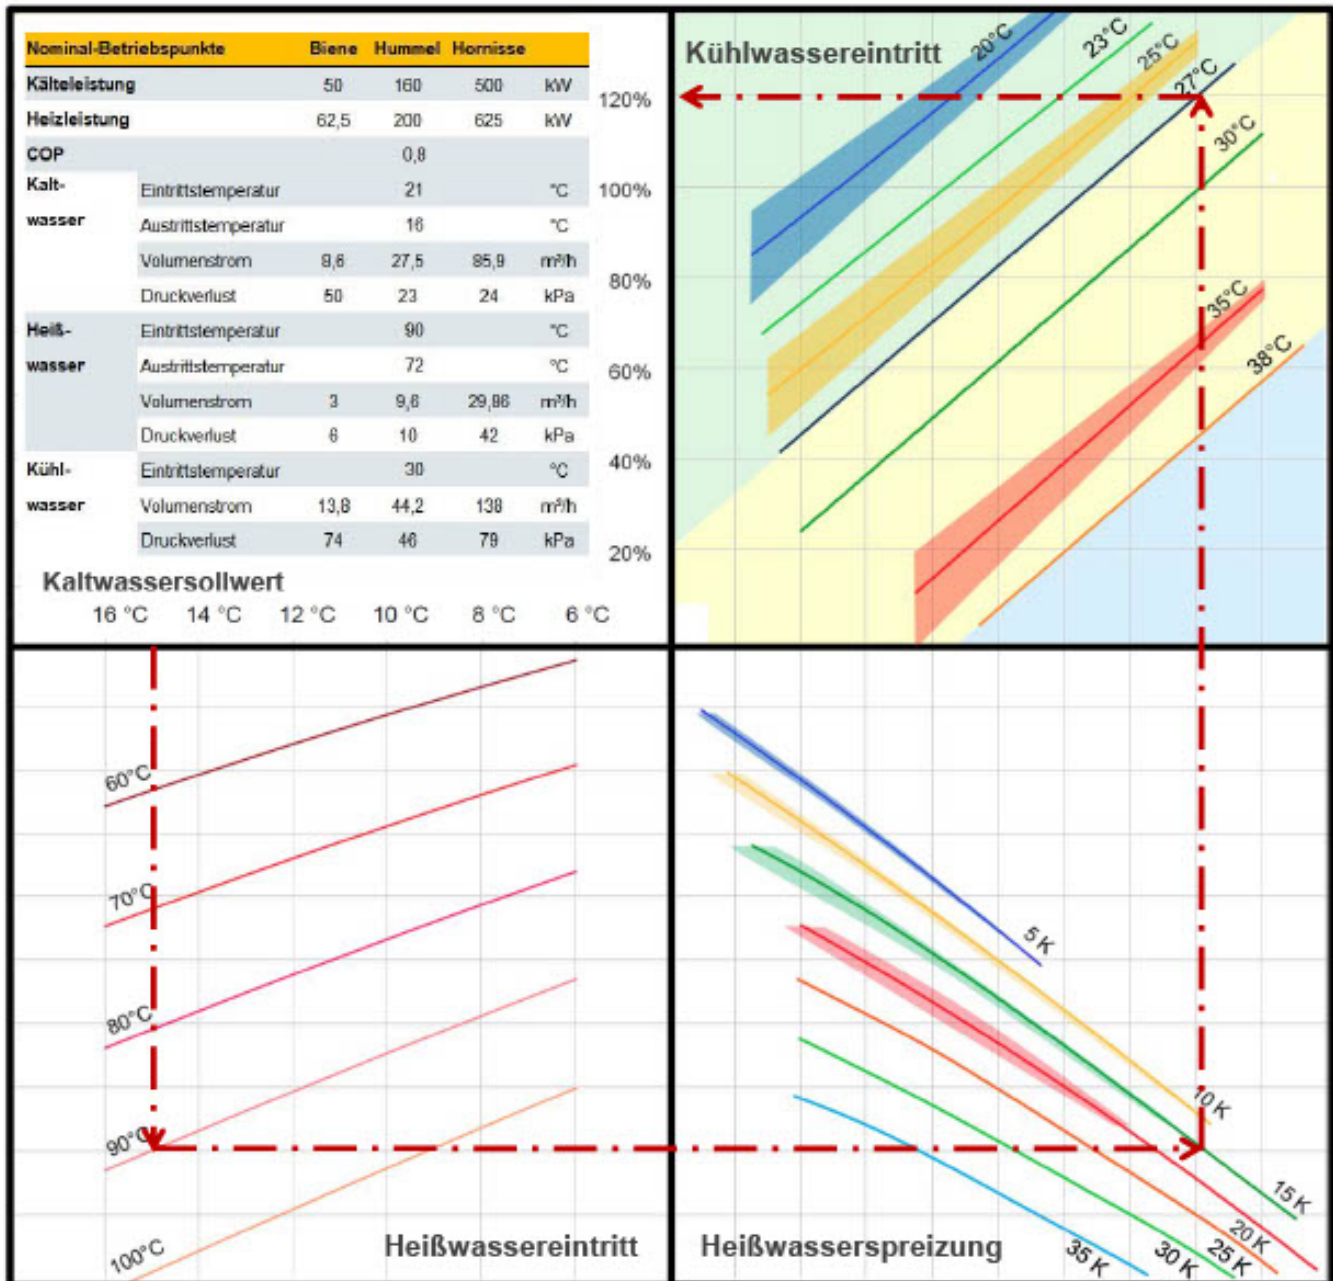 Nominal-Betriebspunkte Biene Hummel Hornisse
Kälteleistung 50 160 500 kW
Heizleistung 62,5 200 625 kW
COP 0,8
Kalt-
wasser
Eintrittstemperatur 21 °C
Austrittstemperatur 16 °C
Volumenstrom 8,6 27,5 85,9 m³/h
Druckverlust 50 23 24 kPa
Heiß-
wasser
Eintrittstemperatur 90 °C
Austrittstemperatur 72 °C
Volumenstrom 3 9,6 29,86 m³/h
Druckverlust 6 10 42 kPa
Kühl-
wasser
Eintrittstemperatur 30 °C
Volumenstrom 13,8 44,2 138 m³/h
Druckverlust 74 46 79 kPa
120%
100%
80%
60%
40%
20%
Kaltwassersollwert
16 °C 14 °C 12 °C 10 °C 8 °C 6 °C
Kühlwassereintritt
20°C
23°C
25°C
27°C
30°C
35°C
38°C
60°C
70°C
80°C
90°C
100°C
Heißwassereintritt
5 K
10 K
15 K
20 K
25 K
30 K
35 K
Heißwasserspreizung